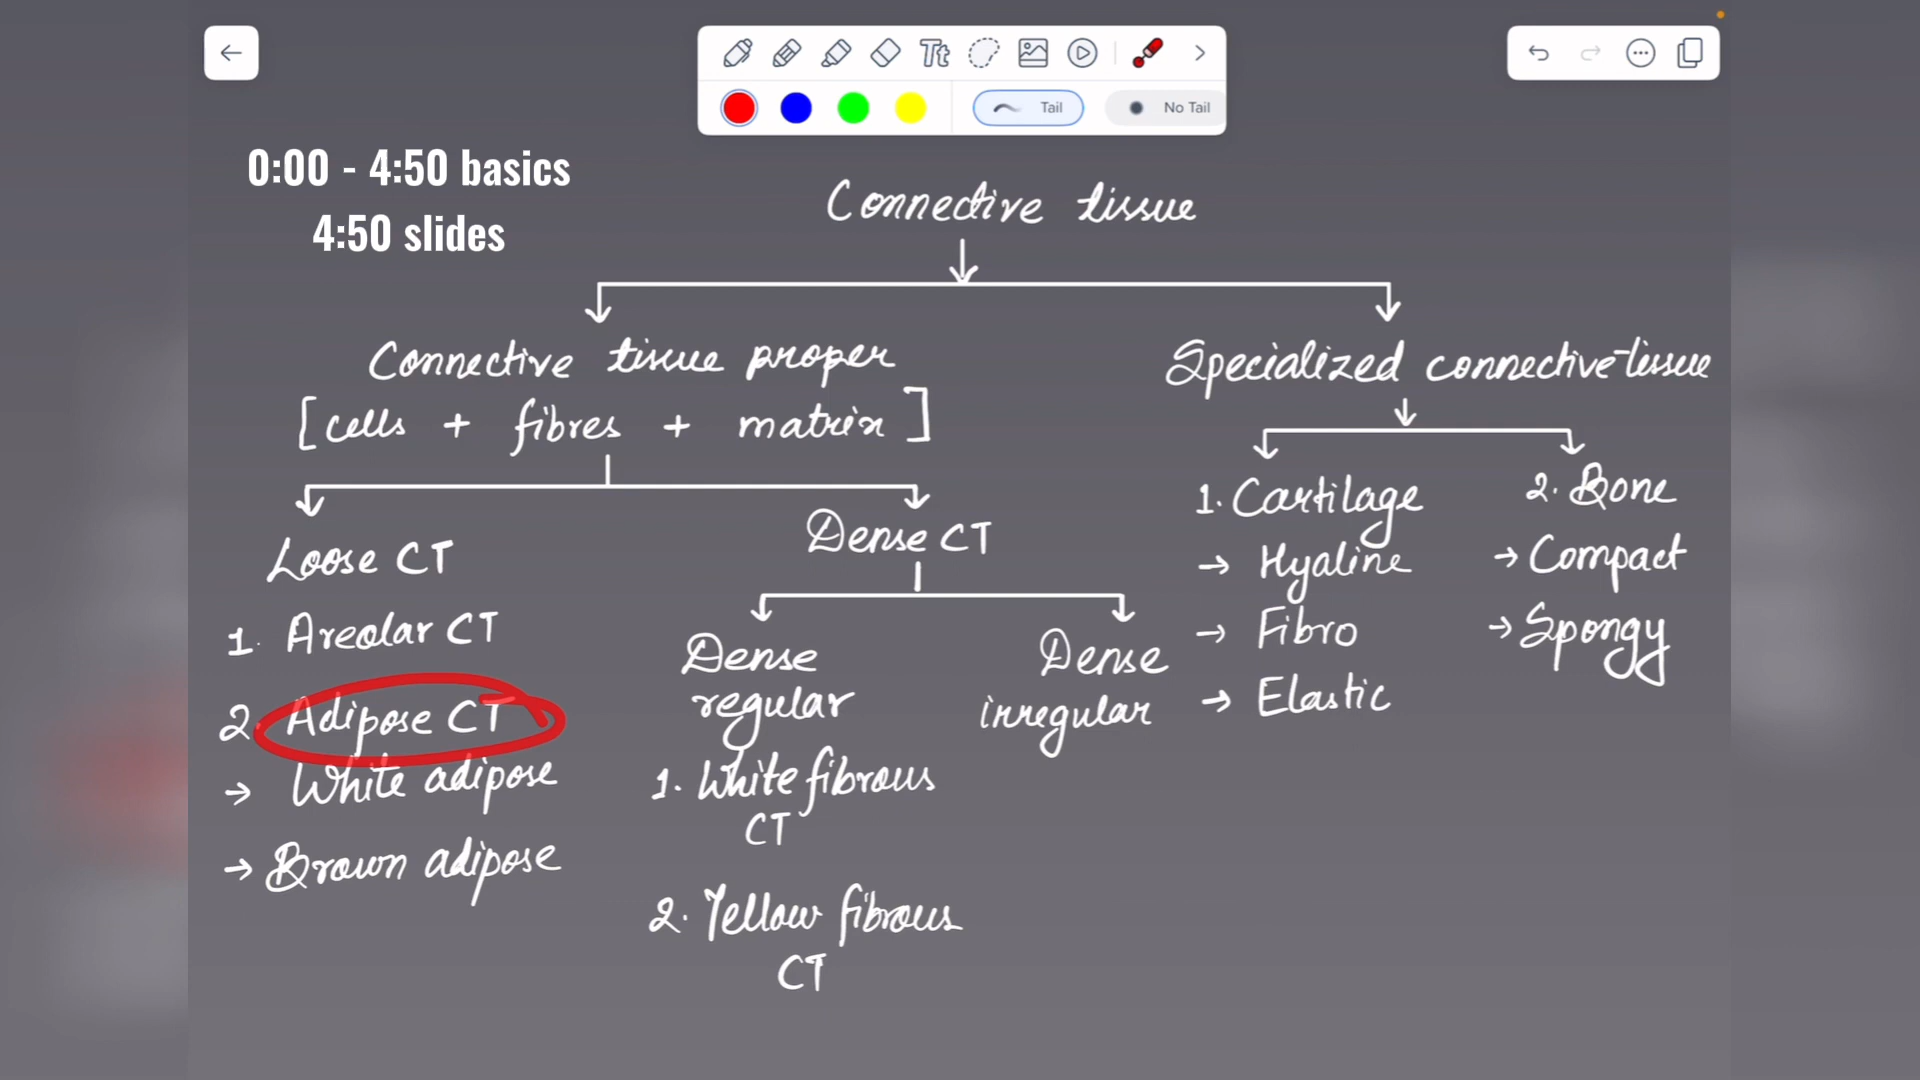 Tail
No Tail
0:00 - 4:50 basics
4:50 slides
Connective tissue
Connective tissue proper
[cells + fibres + matrix]
Specialized connective tissue
Loose CT
1. Areolar CT
2. Adipose CT
→ White adipose
→ Brown adipose
Dense CT
Dense
regular
1. White fibrous
CT
2. Yellow fibrous
CT
Dense
irregular
1. Cartilage
→ Hyaline
→ Fibro
→ Elastic
2. Bone
→ Compact
→ Spongy